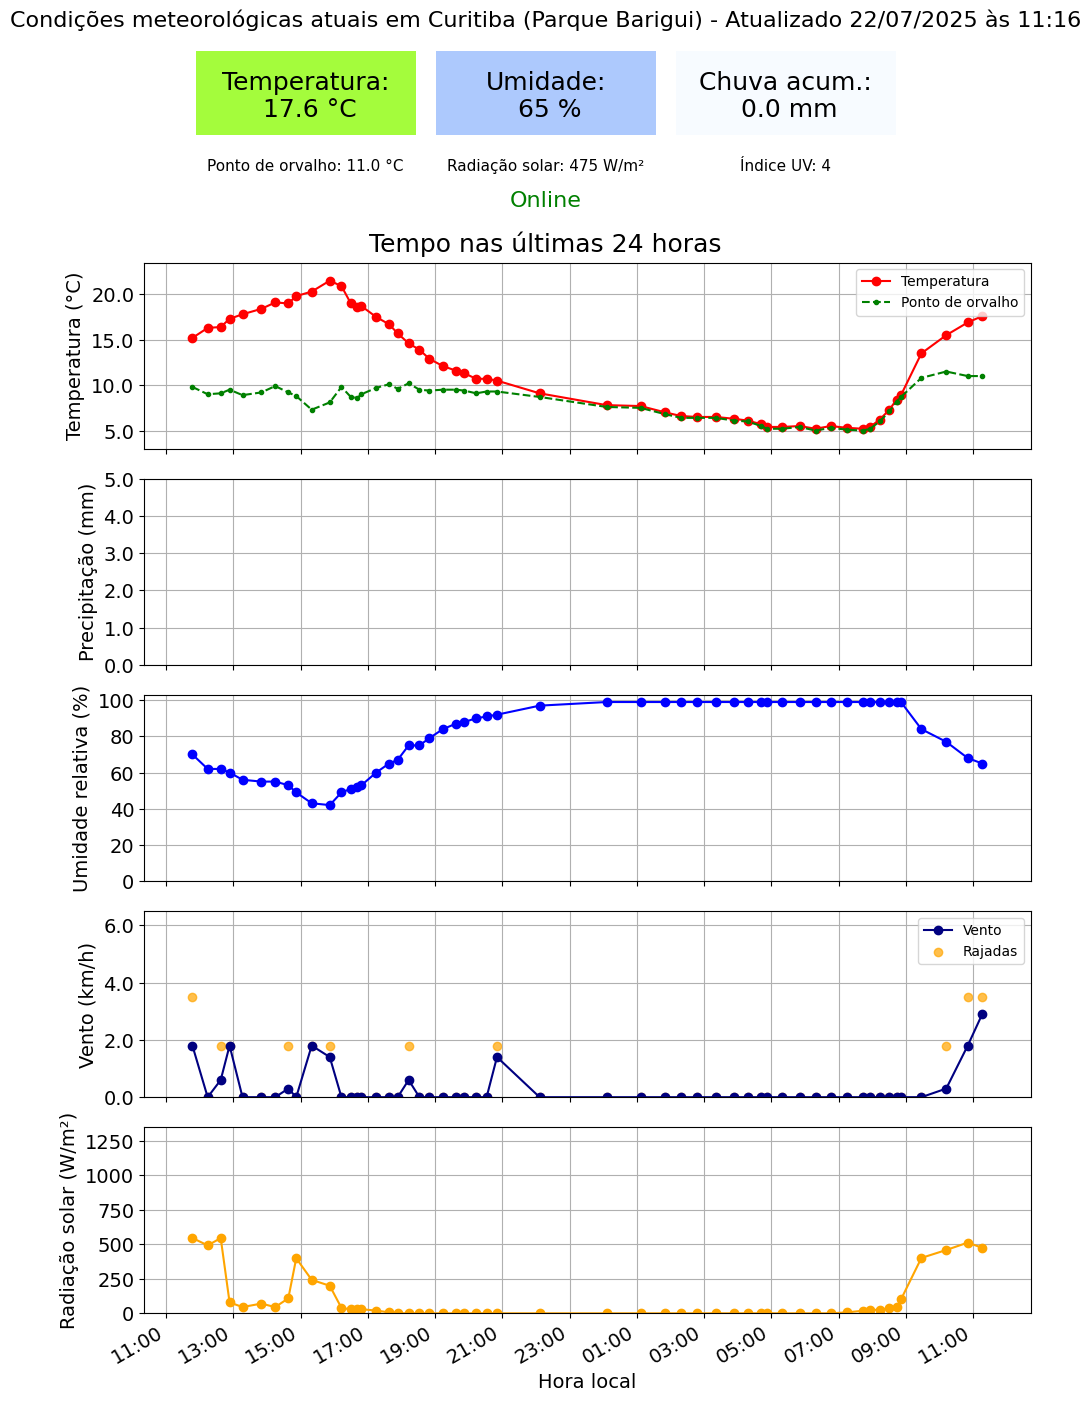 Condições meteorológicas atuais em Curitiba (Parque Barigui) - Atualizado 22/07/2025 às 11:16
Temperatura:
17.6 °C
Umidade:
65 %
Chuva acum.:
0.0 mm
Ponto de orvalho: 11.0 °C
Radiação solar: 475 W/m²
Índice UV: 4
Online
Tempo nas últimas 24 horas
Temperatura (°C)
20.0
15.0
10.0
5.0
Temperatura
Ponto de orvalho
Precipitação (mm)
5.0
4.0
3.0
2.0
1.0
0.0
Umidade relativa (%)
100
80
60
40
20
0
Vento (km/h)
6.0
4.0
2.0
0.0
Vento
Rajadas
Radiação solar (W/m²)
1250
1000
750
500
250
0
11:00 13:00 15:00 17:00 19:00 21:00 23:00 01:00 03:00 05:00 07:00 09:00 11:00
Hora local